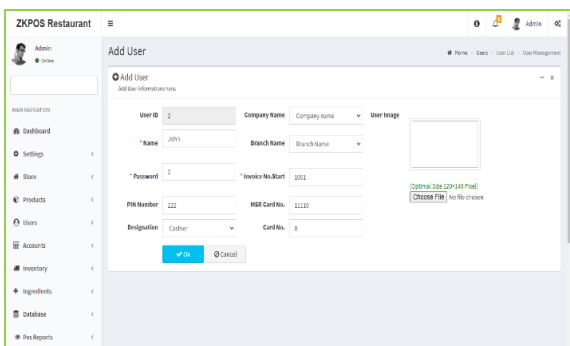 ZKPOS Restaurant
Admin
Admin
Online
Add User
Home - Users - User List - User Management
Add User
Add User informations here.
MAIN NAVIGATION
Dashboard
Settings
Store
Products
Users
Accounts
Inventory
Ingredients
Database
Pos Reports
User ID 2
Company Name Company name
User Image
* Name John
Branch Name Branch Name
* Password 2
* Invoice No.Start 1001
[Optimal Size 120×140 Pixel]
Choose File No file chosen
PIN Number 222
MGR Card No. 11110
Designation Cashier
Card No. 0
Ok
Cancel